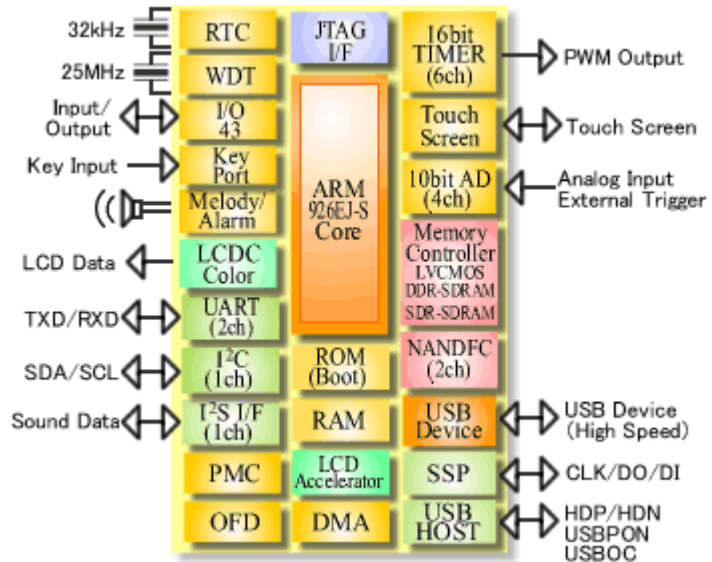 32kHz
25MHz
Input/
Output
Key Input
LCD Data
TXD/RXD
SDA/SCL
Sound Data
RTC
WDT
I/O
43
Key
Port
Melody/
Alarm
LCDC
Color
UART
(2ch)
I²C
(1ch)
I²S I/F
(1ch)
PMC
OFD
JTAG
I/F
ARM
926EJ-S
Core
ROM
(Boot)
RAM
LCD
Accelerator
DMA
16bit
TIMER
(6ch)
Touch
Screen
10bit AD
(4ch)
Memory
Controller
LVCMOS
DDR-SDRAM
SDR-SDRAM
NANDFC
(2ch)
USB
Device
SSP
USB
HOST
PWM Output
Touch Screen
Analog Input
External Trigger
USB Device
(High Speed)
CLK/DO/DI
HDP/HDN
USBPON
USBOC